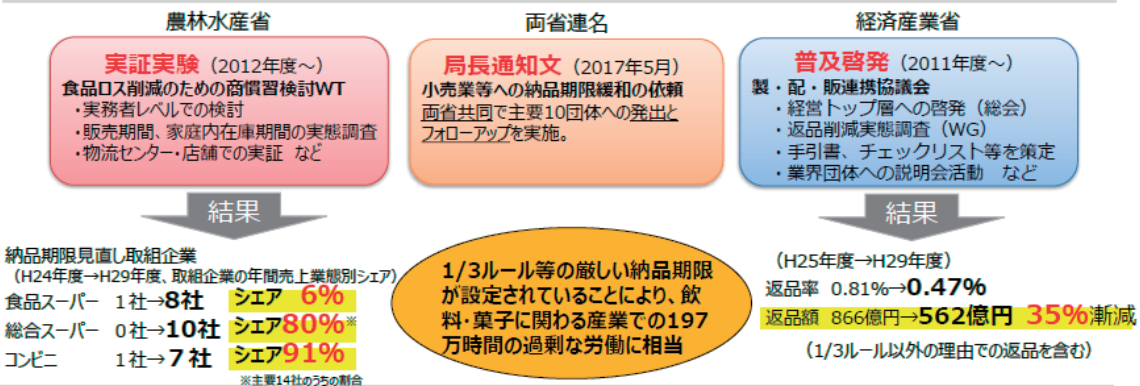 農林水産省
実証実験（2012年度～）
食品ロス削減のための商慣習検討WT
・実務者レベルでの検討
・販売期間、家庭内在庫期間の実態調査
・物流センター・店舗での実証 など
結果
納品期限見直し取組企業
（H24年度→H29年度、取組企業の年間売上業態別シェア）
食品スーパー 1社→8社 シェア 6%
総合スーパー 0社→10社 シェア80%※
コンビニ 1社→7社 シェア91%
※主要14社のうちの割合
両省連名
局長通知文（2017年5月）
小売業等への納品期限緩和の依頼
両省共同で主要10団体への発出と
フォローアップを実施。
1/3ルール等の厳しい納品期限
が設定されていることにより、飲
料・菓子に関わる産業での197
万時間の過剰な労働に相当
経済産業省
普及啓発（2011年度～）
製・配・販連携協議会
・経営トップ層への啓発（総会）
・返品削減実態調査（WG）
・手引書、チェックリスト等を策定
・業界団体への説明会活動 など
結果
（H25年度→H29年度）
返品率 0.81%→0.47%
返品額 866億円→562億円 35%漸減
（1/3ルール以外の理由での返品を含む）